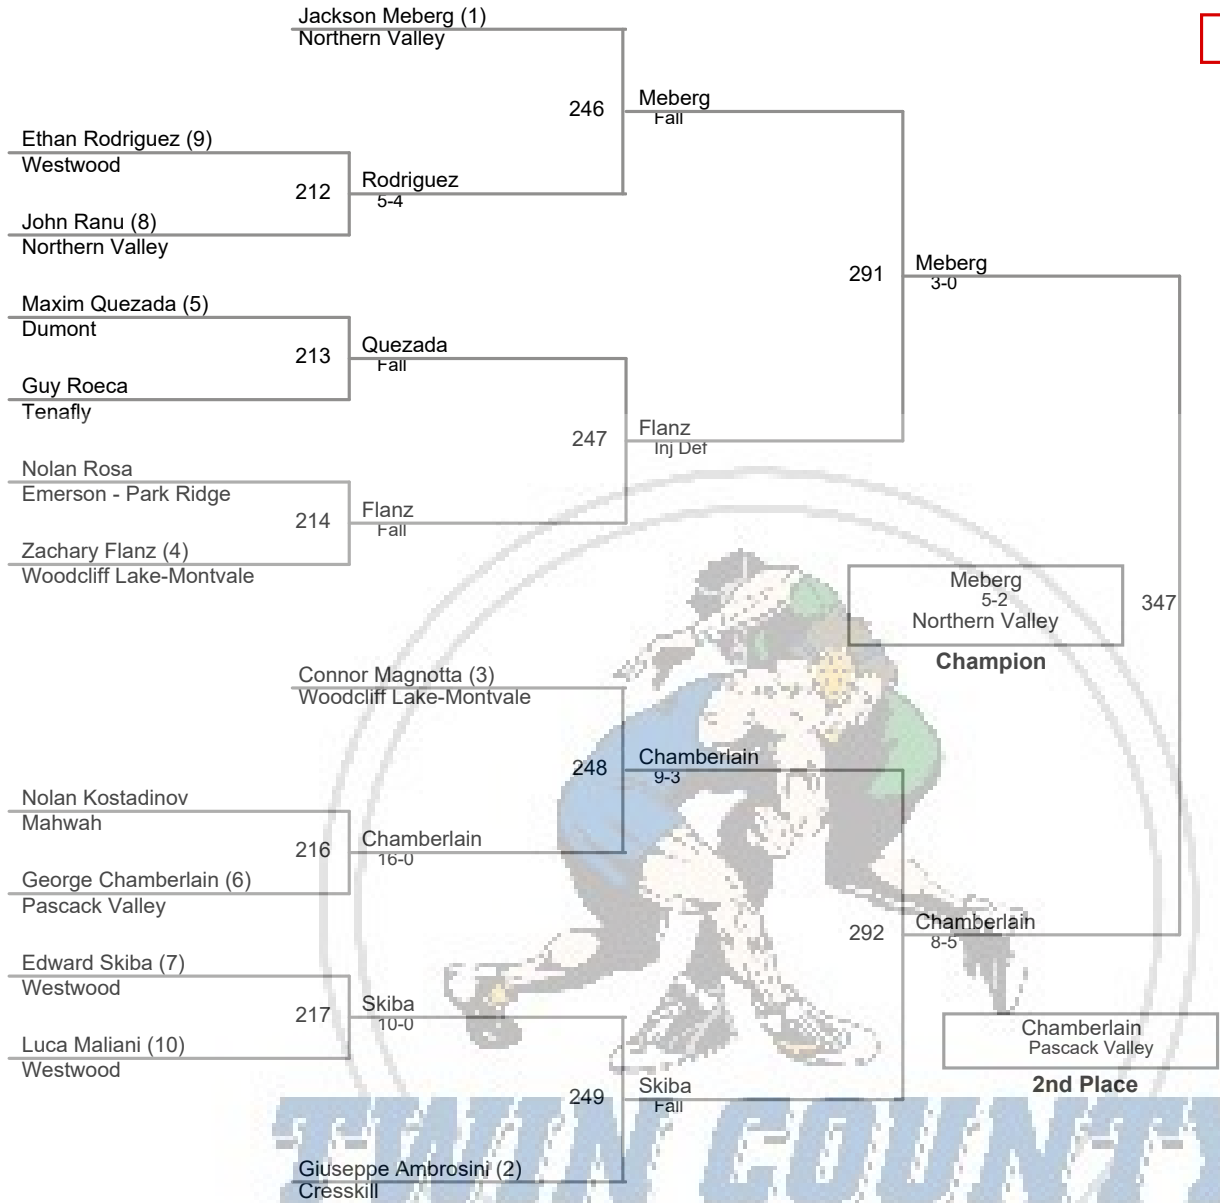 Jackson Meberg (1)
Northern Valley
246
Meberg
Fall
Ethan Rodriguez (9)
Westwood
212
Rodriguez
5-4
John Ranu (8)
Northern Valley
291
Meberg
3-0
Maxim Quezada (5)
Dumont
213
Quezada
Fall
Guy Roeca
Tenafly
247
Flanz
Inj Def
Nolan Rosa
Emerson - Park Ridge
214
Flanz
Fall
Zachary Flanz (4)
Woodcliff Lake-Montvale
Meberg
5-2
Northern Valley
347
Champion
Connor Magnotta (3)
Woodcliff Lake-Montvale
248
Chamberlain
9-3
Nolan Kostadinov
Mahwah
216
Chamberlain
16-0
George Chamberlain (6)
Pascack Valley
292
Chamberlain
8-5
Edward Skiba (7)
Westwood
217
Skiba
10-0
Luca Maliani (10)
Westwood
Chamberlain
Pascack Valley
2nd Place
249
Skiba
Fall
Giuseppe Ambrosini (2)
Cresskill
TWIN COUNTY